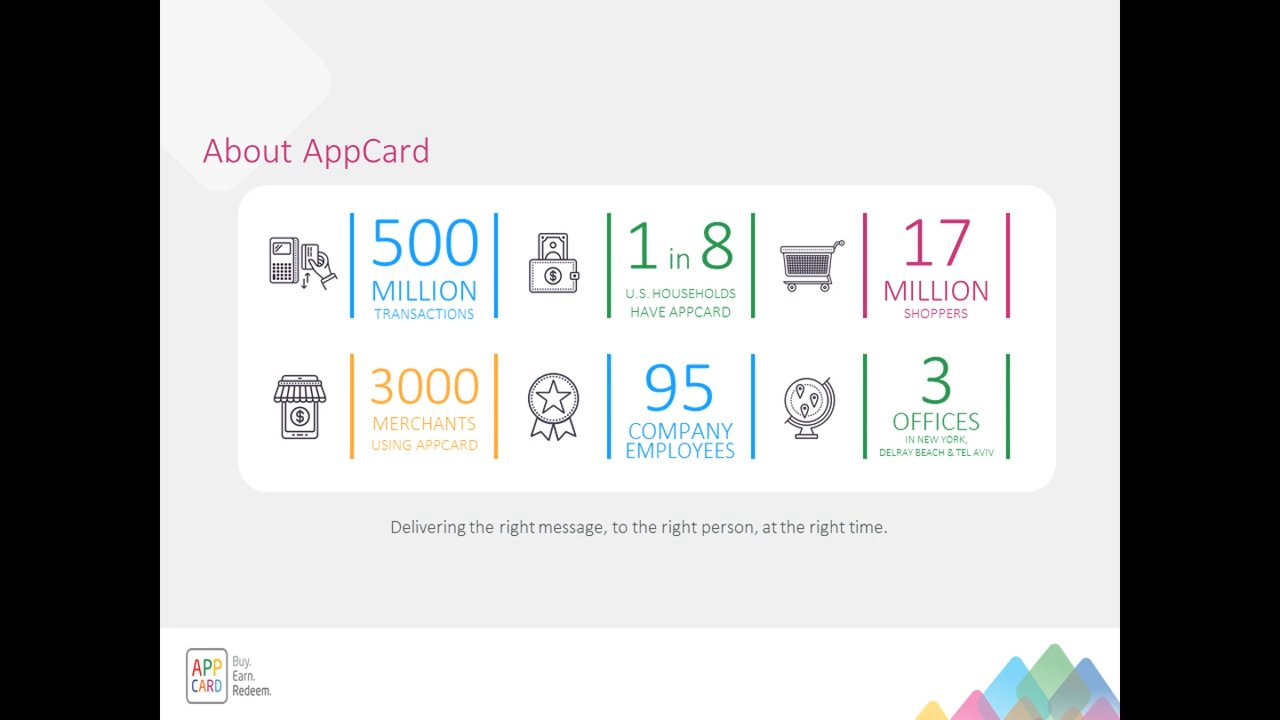 About AppCard
500
MILLION
TRANSACTIONS
1 in 8
U.S. HOUSEHOLDS
HAVE APPCARD
17
MILLION
SHOPPERS
3000
MERCHANTS
USING APPCARD
95
COMPANY
EMPLOYEES
3
OFFICES
IN NEW YORK,
DELRAY BEACH & TEL AVIV
Delivering the right message, to the right person, at the right time.
APP
CARD
Buy.
Earn.
Redeem.